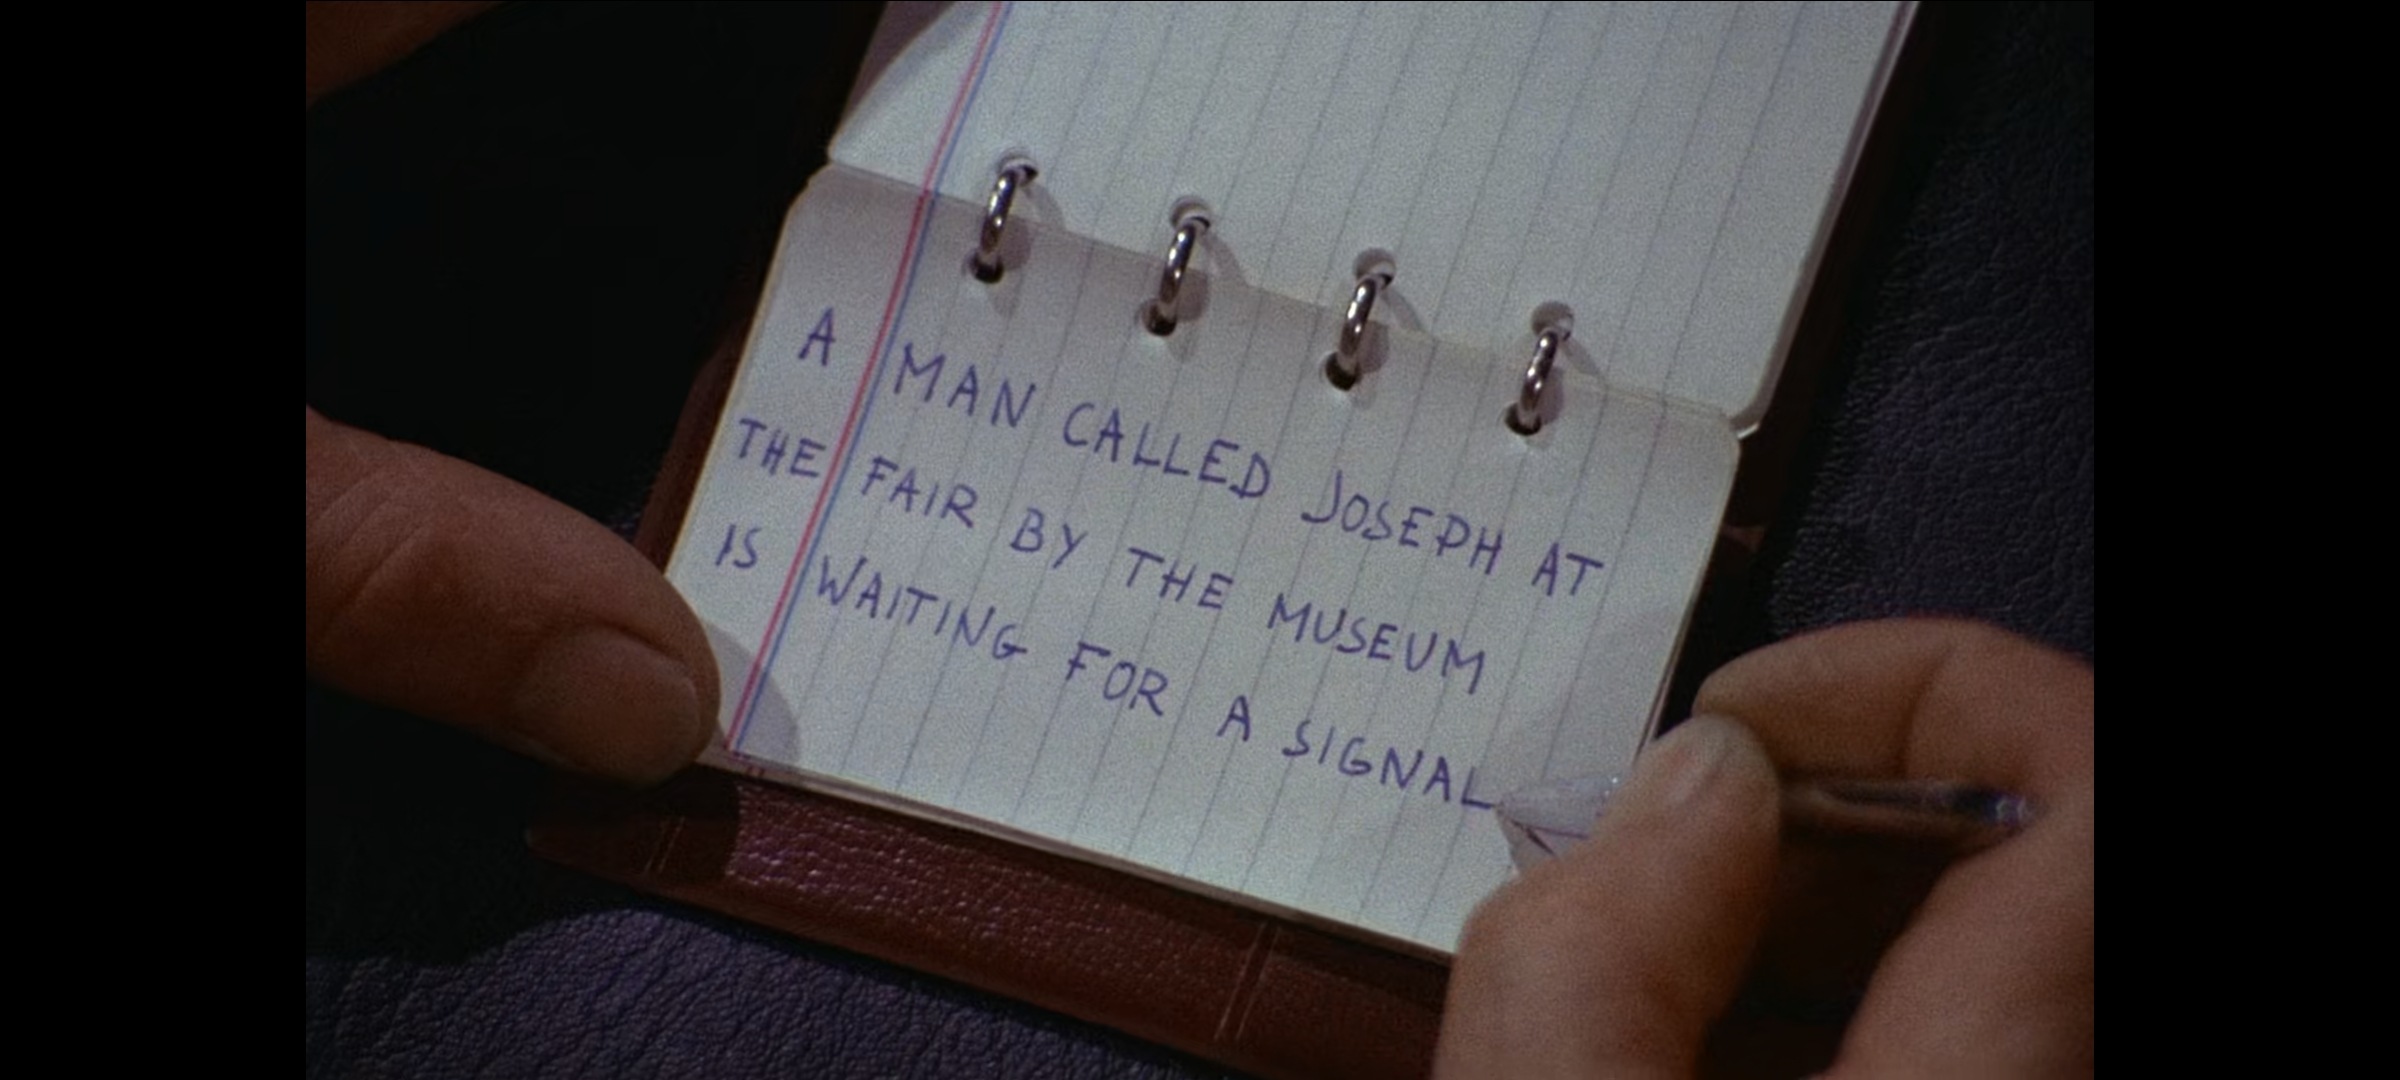 A MAN CALLED JOSEPH AT
THE FAIR BY THE MUSEUM
IS WAITING FOR A SIGNAL